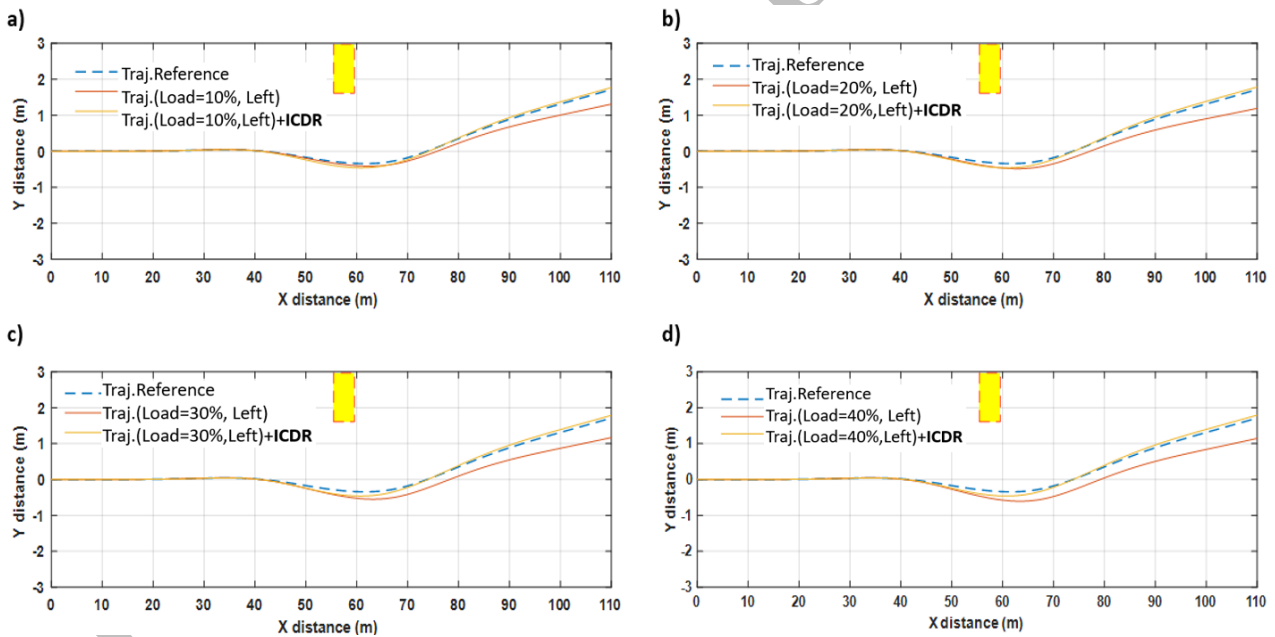 a)
3
2
1
0
-1
-2
-3
Y distance (m)
Traj.Reference
Traj.(Load=10%, Left)
Traj.(Load=10%,Left)+ICDR
0 10 20 30 40 50 60 70 80 90 100 110
X distance (m)
b)
3
2
1
0
-1
-2
-3
Y distance (m)
Traj.Reference
Traj.(Load=20%, Left)
Traj.(Load=20%,Left)+ICDR
0 10 20 30 40 50 60 70 80 90 100 110
X distance (m)
c)
3
2
1
0
-1
-2
-3
Y distance (m)
Traj.Reference
Traj.(Load=30%, Left)
Traj.(Load=30%,Left)+ICDR
0 10 20 30 40 50 60 70 80 90 100 110
X distance (m)
d)
3
2
1
0
-1
-2
-3
Y distance (m)
Traj.Reference
Traj.(Load=40%, Left)
Traj.(Load=40%,Left)+ICDR
0 10 20 30 40 50 60 70 80 90 100 110
X distance (m)